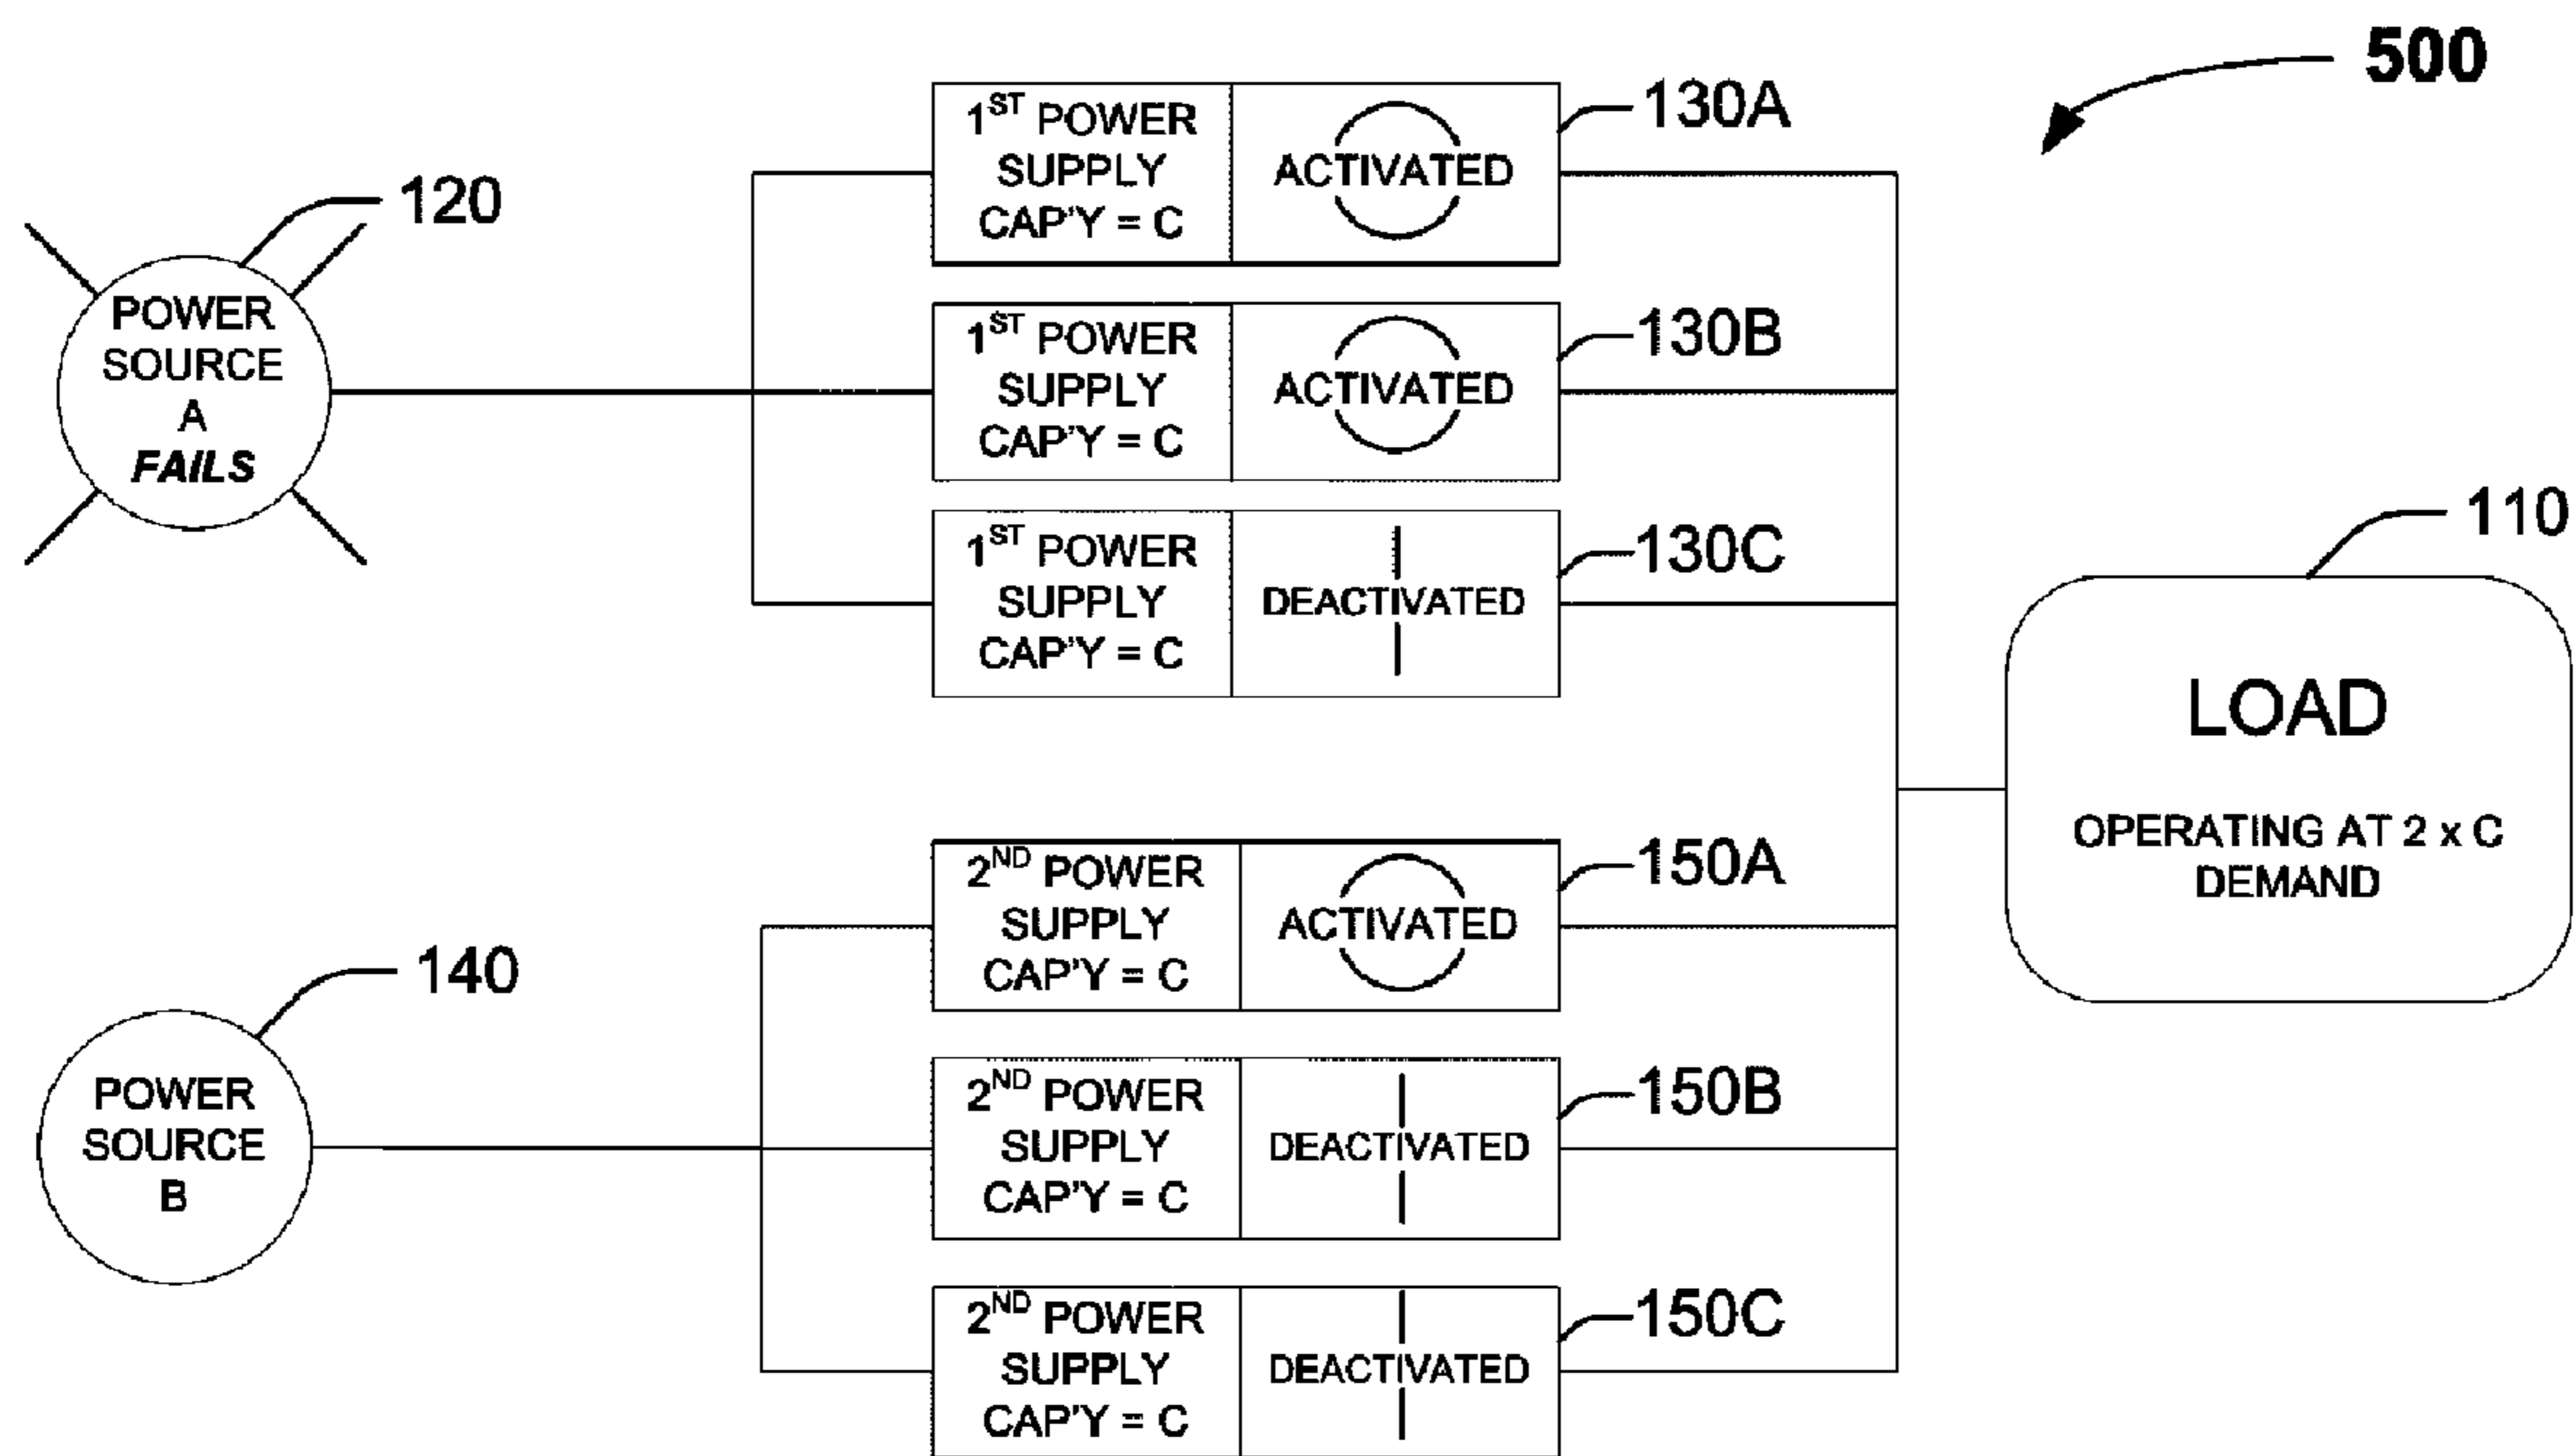 500
120
POWER
SOURCE
A
FAILS
1ST POWER
SUPPLY
CAP'Y = C
ACTIVATED
130A
1ST POWER
SUPPLY
CAP'Y = C
ACTIVATED
130B
1ST POWER
SUPPLY
CAP'Y = C
DEACTIVATED
130C
110
LOAD
OPERATING AT 2 x C
DEMAND
140
POWER
SOURCE
B
2ND POWER
SUPPLY
CAP'Y = C
ACTIVATED
150A
2ND POWER
SUPPLY
CAP'Y = C
DEACTIVATED
150B
2ND POWER
SUPPLY
CAP'Y = C
DEACTIVATED
150C